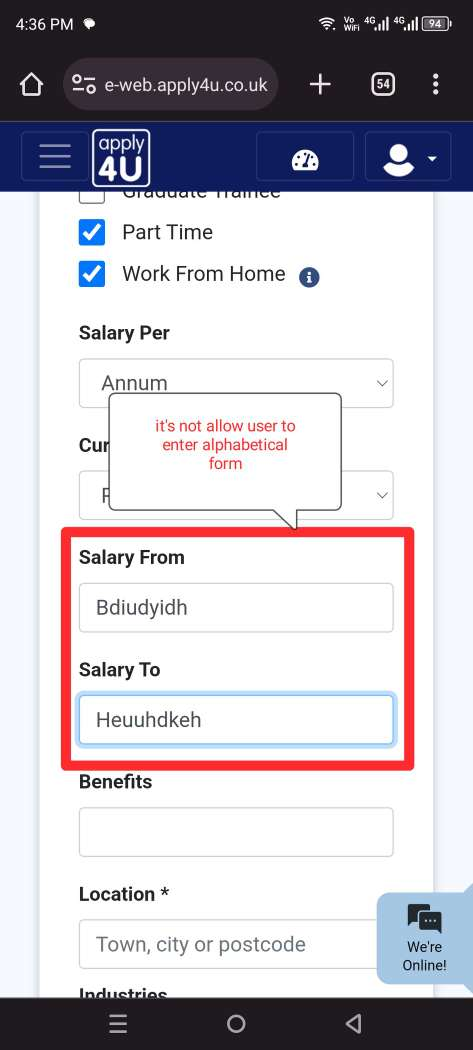 4:36 PM
Vo WiFi 4G 4G 94
e-web.apply4u.co.uk
54
apply
4U
Graduate Trainee
Part Time
Work From Home
Salary Per
Annum
it's not allow user to
enter alphabetical
form
Salary From
Bdiudyidh
Salary To
Heuuhdkeh
Benefits
Location *
Town, city or postcode
We're
Online!
Industries